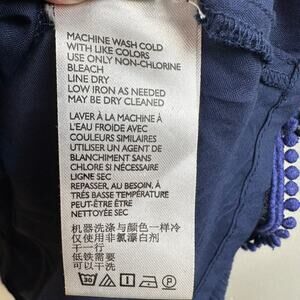 MACHINE WASH COLD
WITH LIKE COLORS
USE ONLY NON-CHLORINE
BLEACH
LINE DRY
LOW IRON AS NEEDED
MAY BE DRY CLEANED
LAVER À LA MACHINE À
L'EAU FROIDE AVEC
COULEURS SIMILAIRES
UTILISER UN AGENT DE
BLANCHIMENT SANS
CHLORE SI NÉCESSAIRE
LIGNE SEC
REPASSER, AU BESOIN, À
TRÈS BASSE TEMPÉRATURE
PEUT-ÊTRE ÊTRE
NETTOYÉE SEC
机器洗涤与颜色一样冷
仅使用非氯漂白剂
干一行
低铁需要
可以干洗
30
P